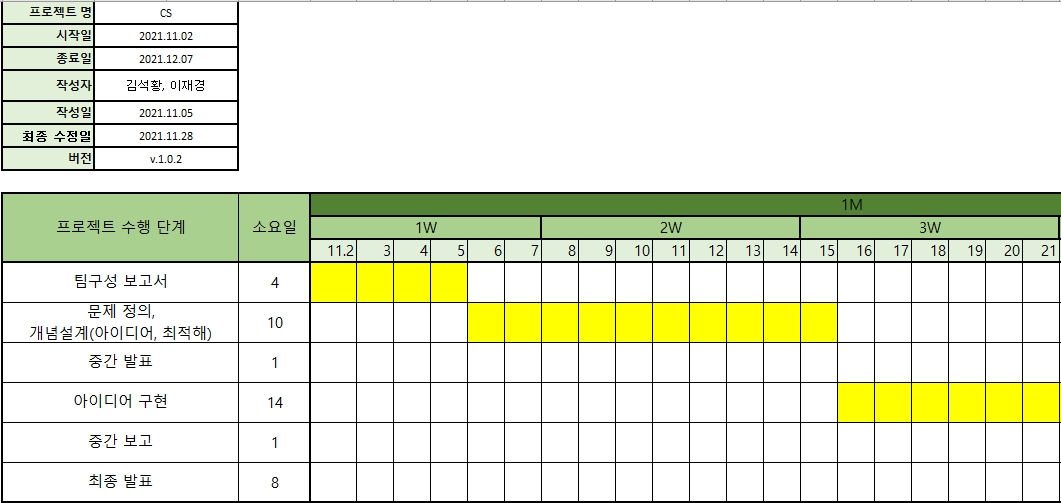 프로젝트 명 CS
시작일 2021.11.02
종료일 2021.12.07
작성자 김석황, 이재경
작성일 2021.11.05
최종 수정일 2021.11.28
버전 v.1.0.2
1M
프로젝트 수행 단계 소요일 1W 2W 3W
11.2 3 4 5 6 7 8 9 10 11 12 13 14 15 16 17 18 19 20 21
팀구성 보고서 4
문제 정의,
개념설계(아이디어, 최적해) 10
중간 발표 1
아이디어 구현 14
중간 보고 1
최종 발표 8